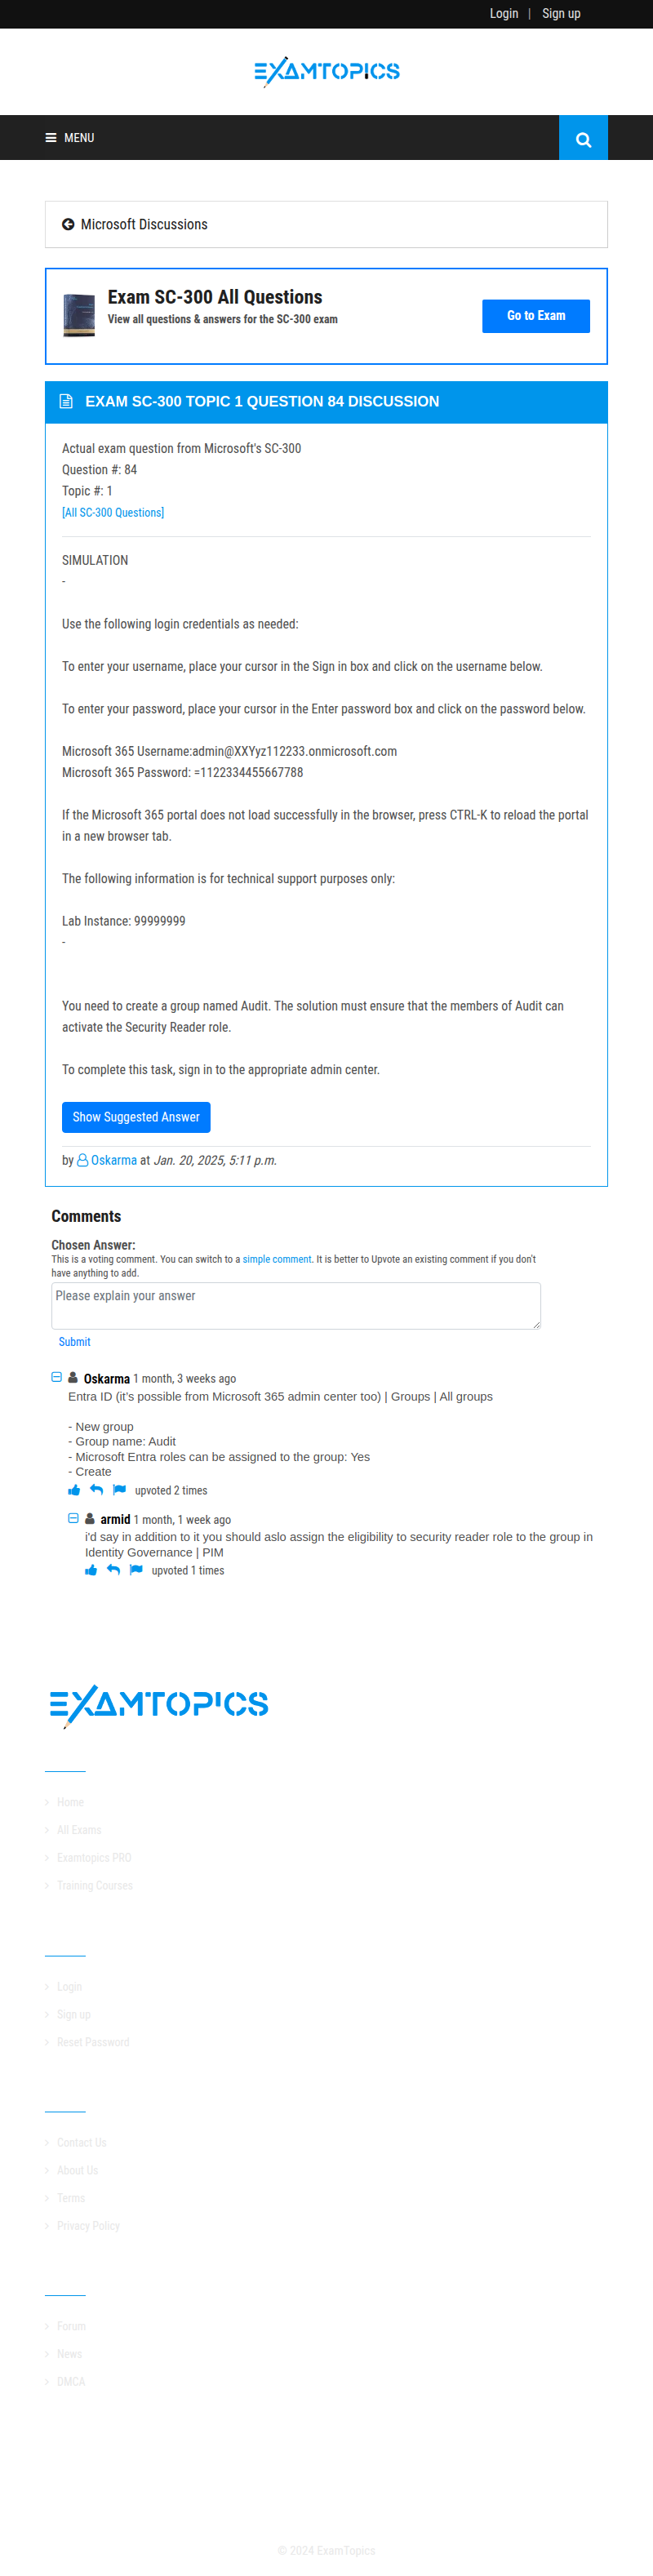 Login | Sign up
EXAMTOPICS
MENU
Microsoft Discussions
Exam SC-300 All Questions
View all questions & answers for the SC-300 exam
Go to Exam
EXAM SC-300 TOPIC 1 QUESTION 84 DISCUSSION
Actual exam question from Microsoft's SC-300
Question #: 84
Topic #: 1
[All SC-300 Questions]
SIMULATION
-
Use the following login credentials as needed:
To enter your username, place your cursor in the Sign in box and click on the username below.
To enter your password, place your cursor in the Enter password box and click on the password below.
Microsoft 365 Username:admin@XXYyz112233.onmicrosoft.com
Microsoft 365 Password: =1122334455667788
If the Microsoft 365 portal does not load successfully in the browser, press CTRL-K to reload the portal
in a new browser tab.
The following information is for technical support purposes only:
Lab Instance: 99999999
-
You need to create a group named Audit. The solution must ensure that the members of Audit can
activate the Security Reader role.
To complete this task, sign in to the appropriate admin center.
Show Suggested Answer
by Oskarma at Jan. 20, 2025, 5:11 p.m.
Comments
Chosen Answer:
This is a voting comment. You can switch to a simple comment. It is better to Upvote an existing comment if you don't
have anything to add.
Please explain your answer
Submit
Oskarma 1 month, 3 weeks ago
Entra ID (it's possible from Microsoft 365 admin center too) | Groups | All groups
- New group
- Group name: Audit
- Microsoft Entra roles can be assigned to the group: Yes
- Create
upvoted 2 times
armid 1 month, 1 week ago
i'd say in addition to it you should aslo assign the eligibility to security reader role to the group in
Identity Governance | PIM
upvoted 1 times
EXAMTOPICS
Home
All Exams
Examtopics PRO
Training Courses
Login
Sign up
Reset Password
Contact Us
About Us
Terms
Privacy Policy
Forum
News
DMCA
© 2024 ExamTopics